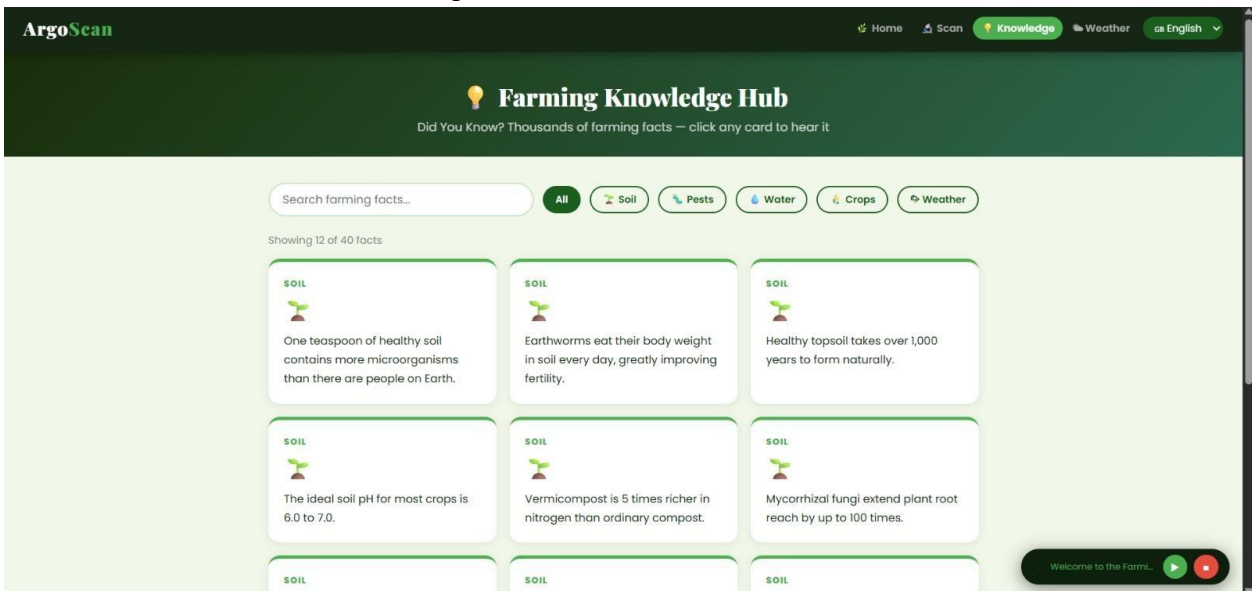 ArgoScan
Home
Scan
Knowledge
Weather
GB English
Farming Knowledge Hub
Did You Know? Thousands of farming facts — click any card to hear it
Search farming facts...
All
Soil
Pests
Water
Crops
Weather
Showing 12 of 40 facts
SOIL
One teaspoon of healthy soil
contains more microorganisms
than there are people on Earth.
SOIL
Earthworms eat their body weight
in soil every day, greatly improving
fertility.
SOIL
Healthy topsoil takes over 1,000
years to form naturally.
SOIL
The ideal soil pH for most crops is
6.0 to 7.0.
SOIL
Vermicompost is 5 times richer in
nitrogen than ordinary compost.
SOIL
Mycorrhizal fungi extend plant root
reach by up to 100 times.
SOIL
SOIL
SOIL
Welcome to the Farmi...